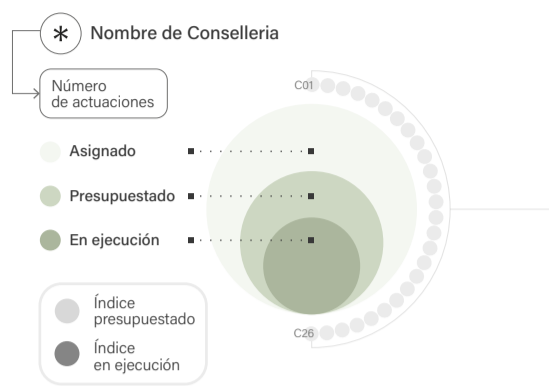 * Nombre de Conselleria
Número
de actuaciones
C01
Asignado
Presupuestado
En ejecución
C26
Índice
presupuestado
Índice
en ejecución